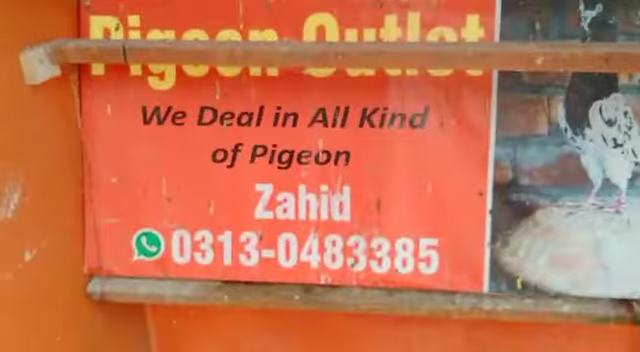 Pigeon Outlet
We Deal in All Kind
of Pigeon
Zahid
0313-0483385